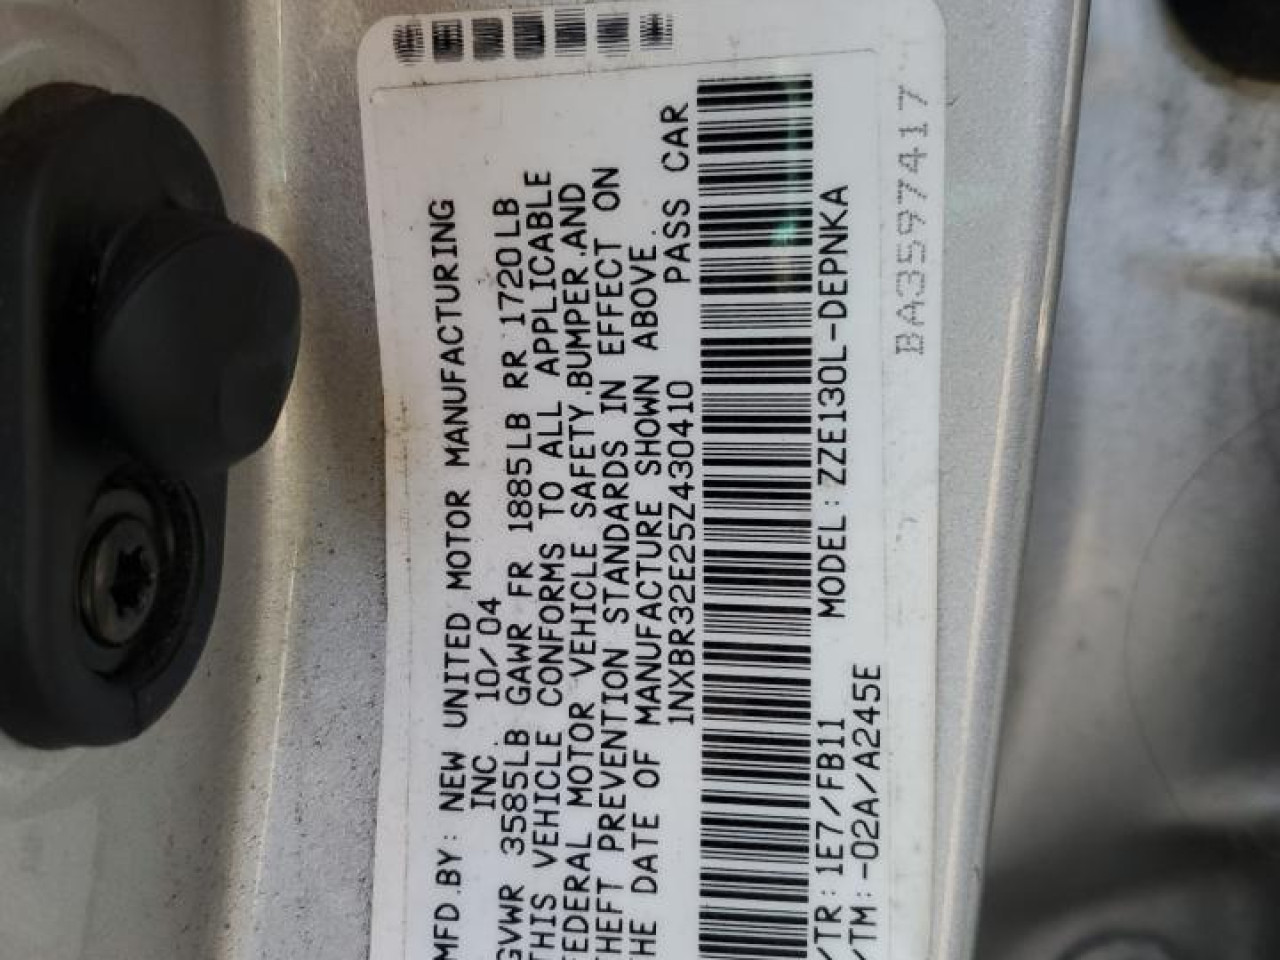 MFD.BY: NEW UNITED MOTOR MANUFACTURING
INC. 10/04
GVWR 3585LB GAWR FR 1885LB RR 1720LB
THIS VEHICLE CONFORMS TO ALL APPLICABLE
FEDERAL MOTOR VEHICLE SAFETY,BUMPER,AND
THEFT PREVENTION STANDARDS IN EFFECT ON
THE DATE OF MANUFACTURE SHOWN ABOVE.
1NXBR32E25Z430410 PASS CAR
/TR: 1E7/FB11 MODEL: ZZE130L-DEPNKA
/TM: -02A/A245E
BA3597417